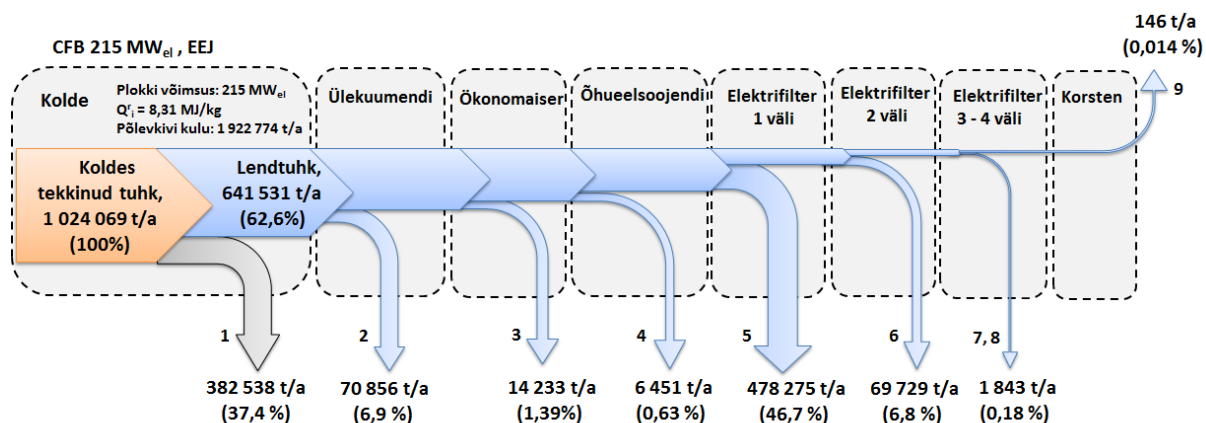 CFB 215 MWel , EEJ
Kolde
Plokki võimsus: 215 MWel
Qri = 8,31 MJ/kg
Põlevkivi kulu: 1 922 774 t/a
Ülekuumendi
Ökonomaiser
Õhueelsoojendi
Elektrifilter
1 väli
Elektrifilter
2 väli
Elektrifilter
3 - 4 väli
Korsten
146 t/a
(0,014 %)
9
Koldes
tekkinud tuhk,
1 024 069 t/a
(100%)
Lendtuhk,
641 531 t/a
(62,6%)
1
2
3
4
5
6
7, 8
382 538 t/a
(37,4 %)
70 856 t/a
(6,9 %)
14 233 t/a
(1,39%)
6 451 t/a
(0,63 %)
478 275 t/a
(46,7 %)
69 729 t/a
(6,8 %)
1 843 t/a
(0,18 %)